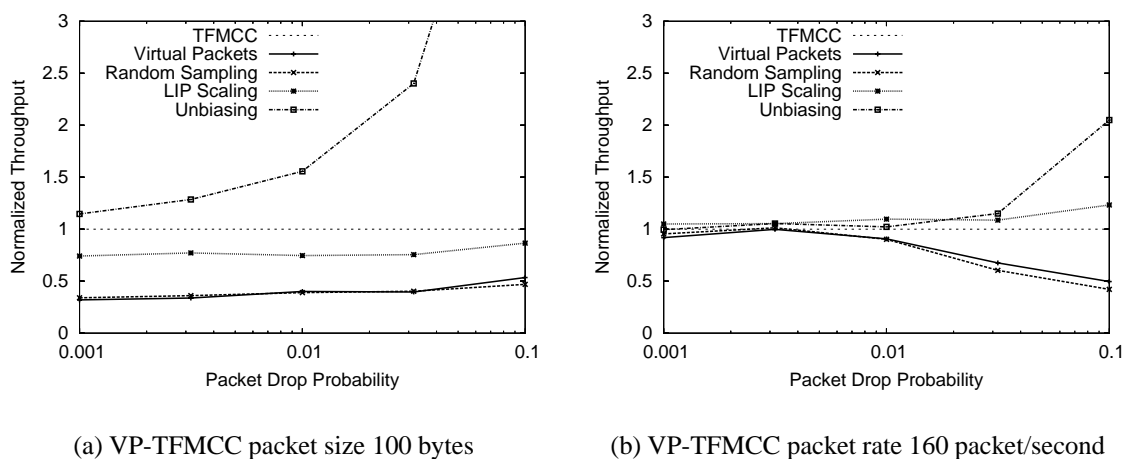 3
2.5
2
1.5
1
0.5
0
0.001
0.01
0.1
Normalized Throughput
Packet Drop Probability
TFMCC
Virtual Packets
Random Sampling
LIP Scaling
Unbiasing
(a) VP-TFMCC packet size 100 bytes
3
2.5
2
1.5
1
0.5
0
0.001
0.01
0.1
Normalized Throughput
Packet Drop Probability
TFMCC
Virtual Packets
Random Sampling
LIP Scaling
Unbiasing
(b) VP-TFMCC packet rate 160 packet/second